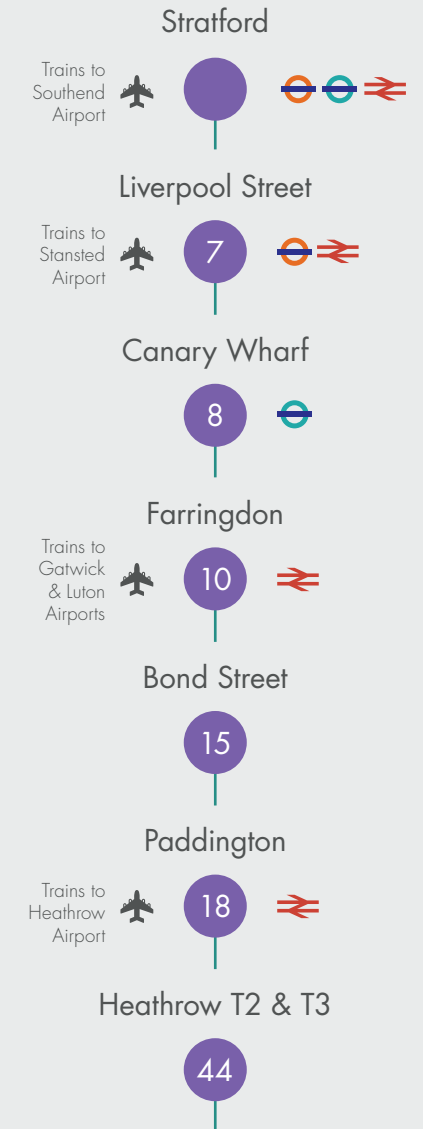 Stratford
Trains to
Southend
Airport
Liverpool Street
Trains to
Stansted
Airport
7
Canary Wharf
8
Farringdon
Trains to
Gatwick
& Luton
Airports
10
Bond Street
15
Paddington
Trains to
Heathrow
Airport
18
Heathrow T2 & T3
44